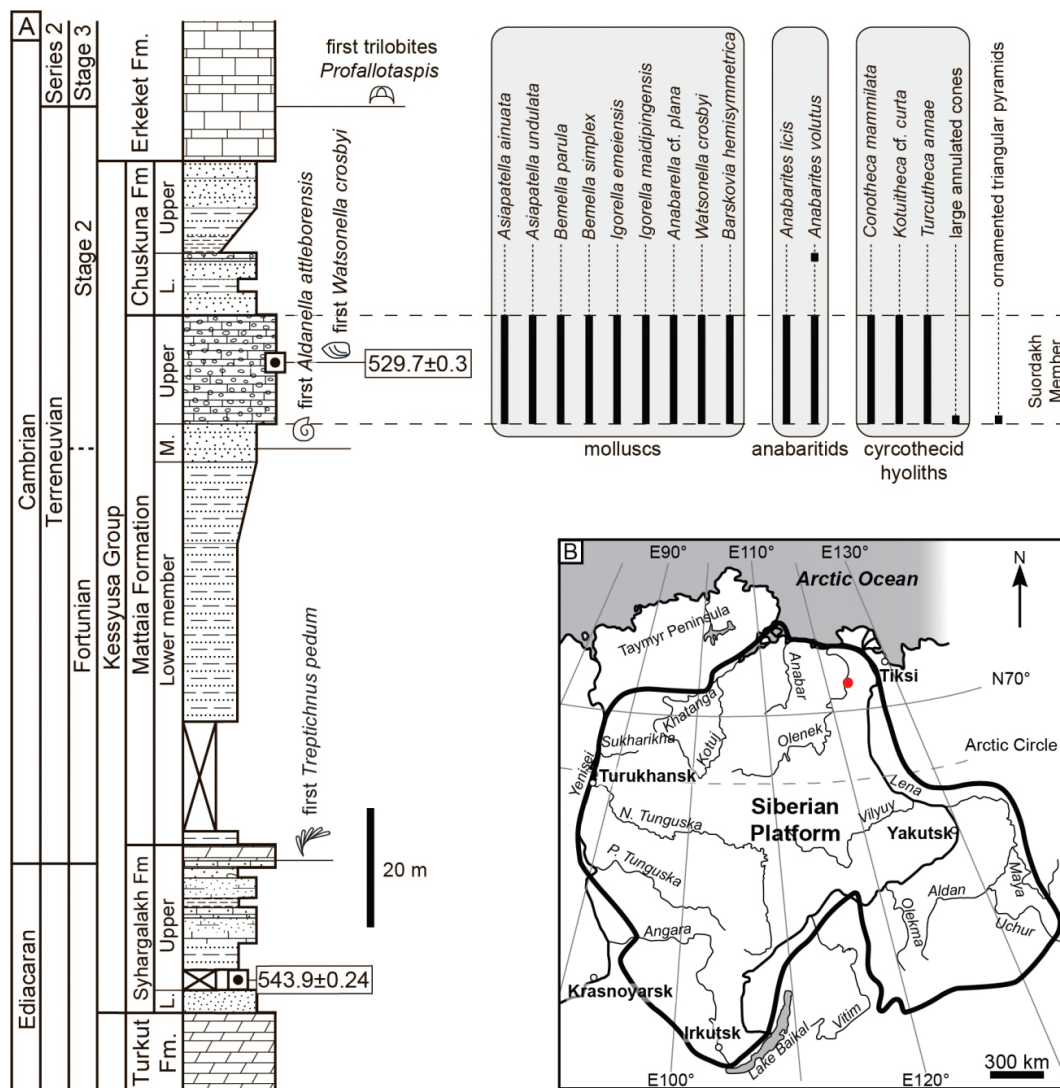 A
Cambrian
Ediacaran
Series 2
Terreneuvian
Stage 3
Stage 2
Fortunian
Kessyusa Group
Erkeket Fm.
Chuskuna Fm
Mattaia Formation
Syhargalakh Fm
Turkut
Fm.
Upper
L.
Upper
M.
Lower member
Upper
L.
first trilobites
Profallotaspis
first Aldanella attleborensis
first Watsonella crosbyi
529.7±0.3
first Treptichnus pedum
20 m
543.9±0.24
Asiapatella ainuata
Asiapatella undulata
Bemella parula
Bemella simplex
Igorella emeiensis
Igorella maidipingensis
Anabarella cf. plana
Watsonella crosbyi
Barskovia hemisymmetrica
Anabarites licis
Anabarites volutus
Conotheca mammilata
Kotuitheca cf. curta
Turcutheca annae
large annulated cones
ornamented triangular pyramids
molluscs
anabaritids
cyrcothecid
hyoliths
Suordakh
Member
B
E90°
E110°
E130°
Arctic Ocean
N
Taymyr Peninsula
Tiksi
N70°
Anabar
Khatanga
Kotuj
Olenek
Sukharikha
Arctic Circle
Yenisei
Turukhansk
Lena
Siberian
Platform
Vilyuy
Yakutsk
N. Tunguska
P. Tunguska
Maya
Aldan
Olekma
Uchur
Angara
Krasnoyarsk
Irkutsk
Vitim
Lake Baikal
E100°
E120°
300 km